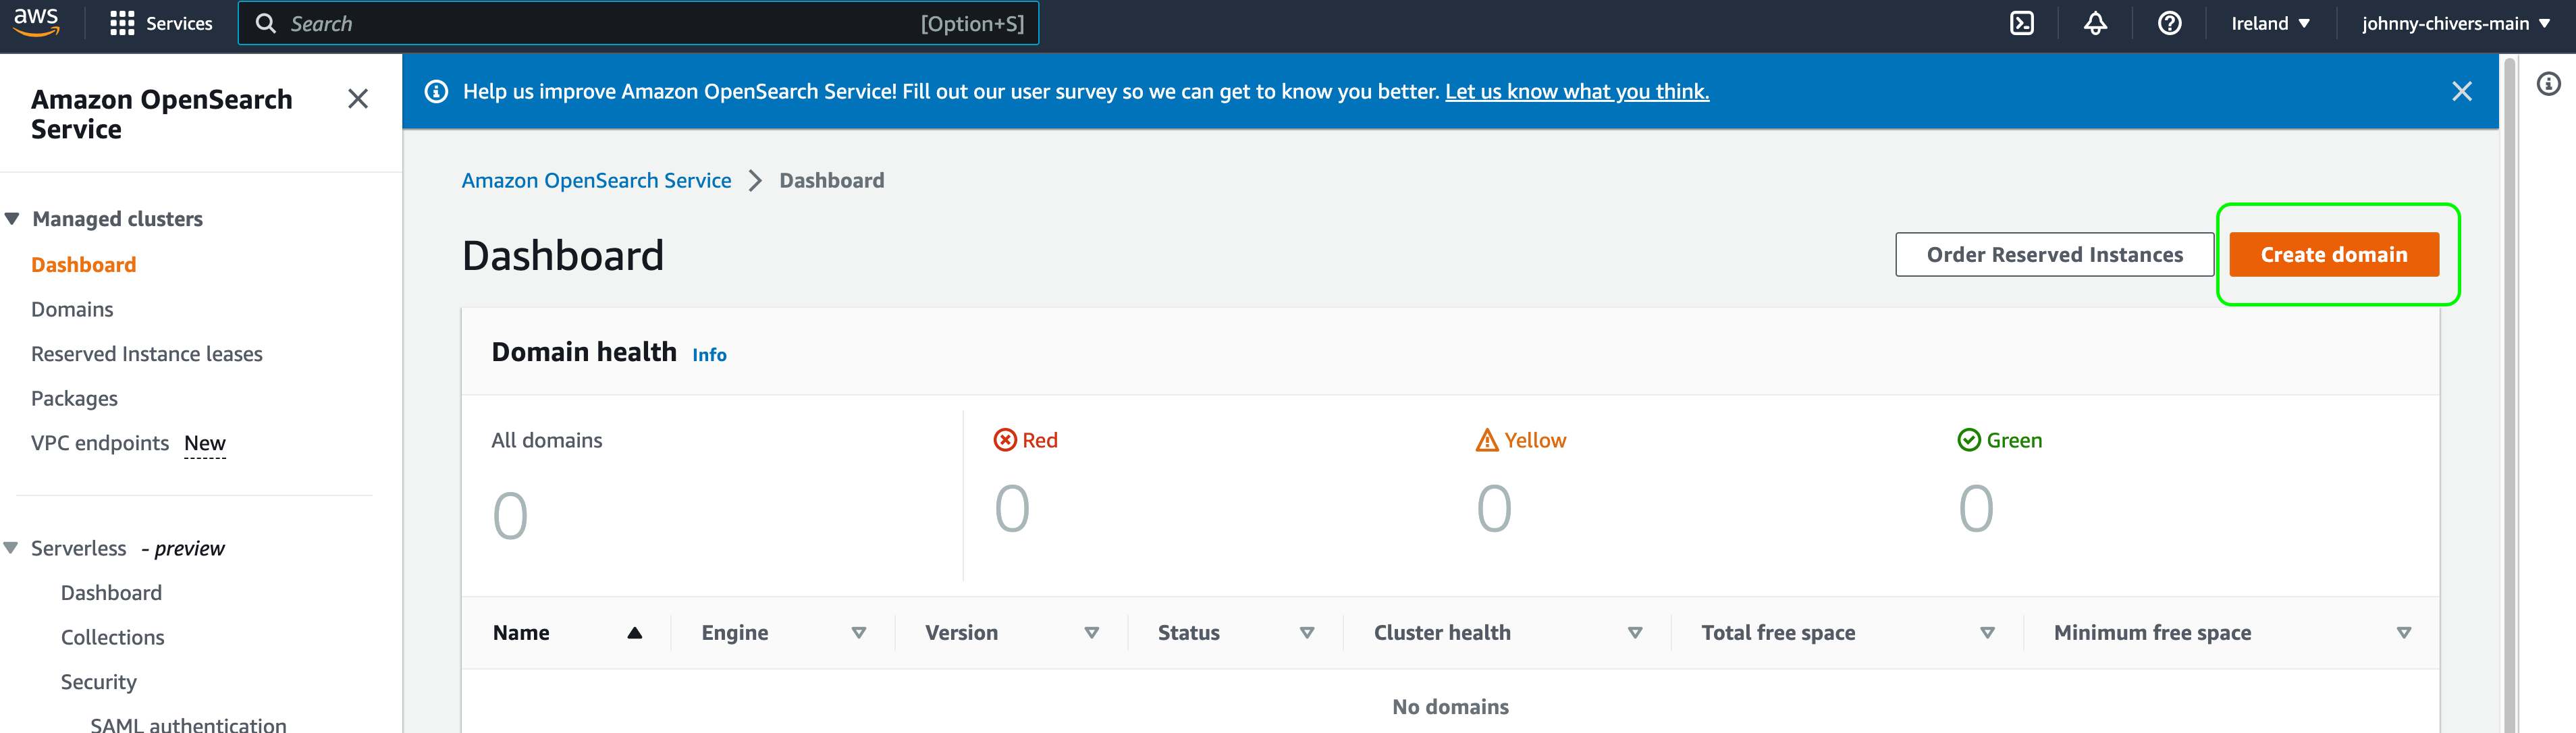 aws Services Search [Option+S] Ireland johnny-chivers-main
Amazon OpenSearch
Service
Managed clusters
Dashboard
Domains
Reserved Instance leases
Packages
VPC endpoints New
Serverless - preview
Dashboard
Collections
Security
SAML authentication
Help us improve Amazon OpenSearch Service! Fill out our user survey so we can get to know you better. Let us know what you think.
Amazon OpenSearch Service Dashboard
Dashboard Order Reserved Instances Create domain
Domain health Info
All domains Red Yellow Green
0 0 0 0
Name Engine Version Status Cluster health Total free space Minimum free space
No domains